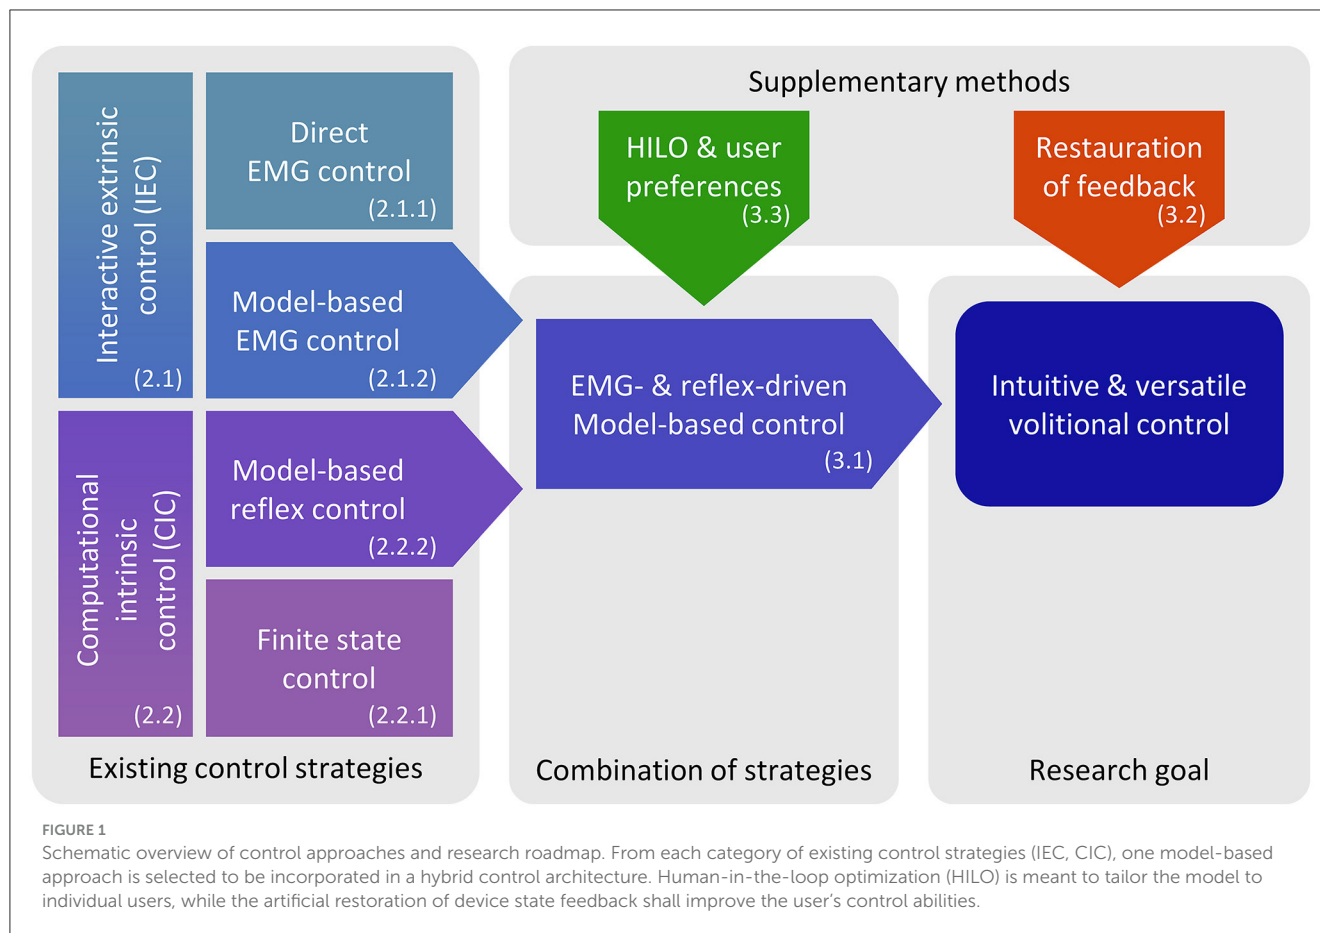 Supplementary methods
HILO & user
preferences
(3.3)
Restauration
of feedback
(3.2)
Interactive extrinsic
control (IEC)
(2.1)
Direct
EMG control
(2.1.1)
Model-based
EMG control
(2.1.2)
Computational
intrinsic
control (CIC)
(2.2)
Model-based
reflex control
(2.2.2)
Finite state
control
(2.2.1)
Existing control strategies
EMG- & reflex-driven
Model-based control
(3.1)
Combination of strategies
Intuitive & versatile
volitional control
Research goal
FIGURE 1
Schematic overview of control approaches and research roadmap. From each category of existing control strategies (IEC, CIC), one model-based
approach is selected to be incorporated in a hybrid control architecture. Human-in-the-loop optimization (HILO) is meant to tailor the model to
individual users, while the artificial restoration of device state feedback shall improve the user's control abilities.